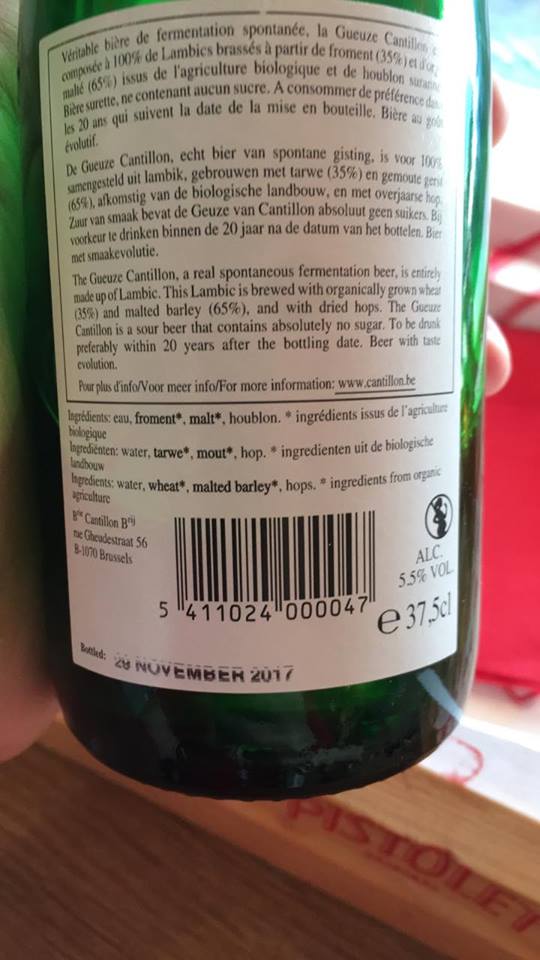 Véritable bière de fermentation spontanée, la Gueuze Cantillon
composée à 100% de Lambics brassés à partir de froment (35%) et d'orge
malté (65%) issus de l'agriculture biologique et de houblon suranné.
Bière surette, ne contenant aucun sucre. A consommer de préférence dans
les 20 ans qui suivent la date de la mise en bouteille. Bière au goût
évolutif.
De Gueuze Cantillon, echt bier van spontane gisting, is voor 100%
samengesteld uit lambik, gebrouwen met tarwe (35%) en gemoute gerst
(65%), afkomstig van de biologische landbouw, en met overjaarse hop.
Zuur van smaak bevat de Geuze van Cantillon absoluut geen suikers. Bij
voorkeur te drinken binnen de 20 jaar na de datum van het bottelen. Bier
met smaakevolutie.
The Gueuze Cantillon, a real spontaneous fermentation beer, is entirely
made up of Lambic. This Lambic is brewed with organically grown wheat
(35%) and malted barley (65%), and with dried hops. The Gueuze
Cantillon is a sour beer that contains absolutely no sugar. To be drunk
preferably within 20 years after the bottling date. Beer with taste
evolution.
Pour plus d'info/Voor meer info/For more information: www.cantillon.be
Ingrédients: eau, froment*, malt*, houblon. * ingrédients issus de l'agriculture
biologique
Ingrediënten: water, tarwe*, mout*, hop. * ingredienten uit de biologische
landbouw
Ingredients: water, wheat*, malted barley*, hops. * ingredients from organic
agriculture
Bie Cantillon Brij
rue Gheudestraat 56
B-1070 Brussels
ALC.
5.5% VOL
5 411024 000047
e 37,5cl
Bottled: 29 NOVEMBER 2017
PISTOLET